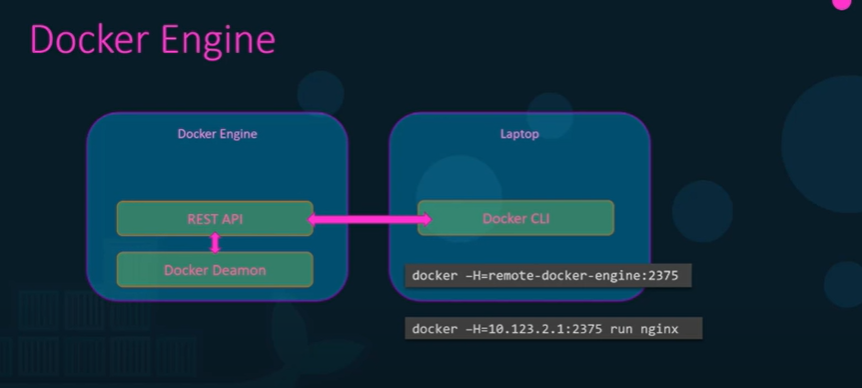 Docker Engine
Docker Engine
REST API
Docker Deamon
Laptop
Docker CLI
docker –H=remote-docker-engine:2375
docker –H=10.123.2.1:2375 run nginx